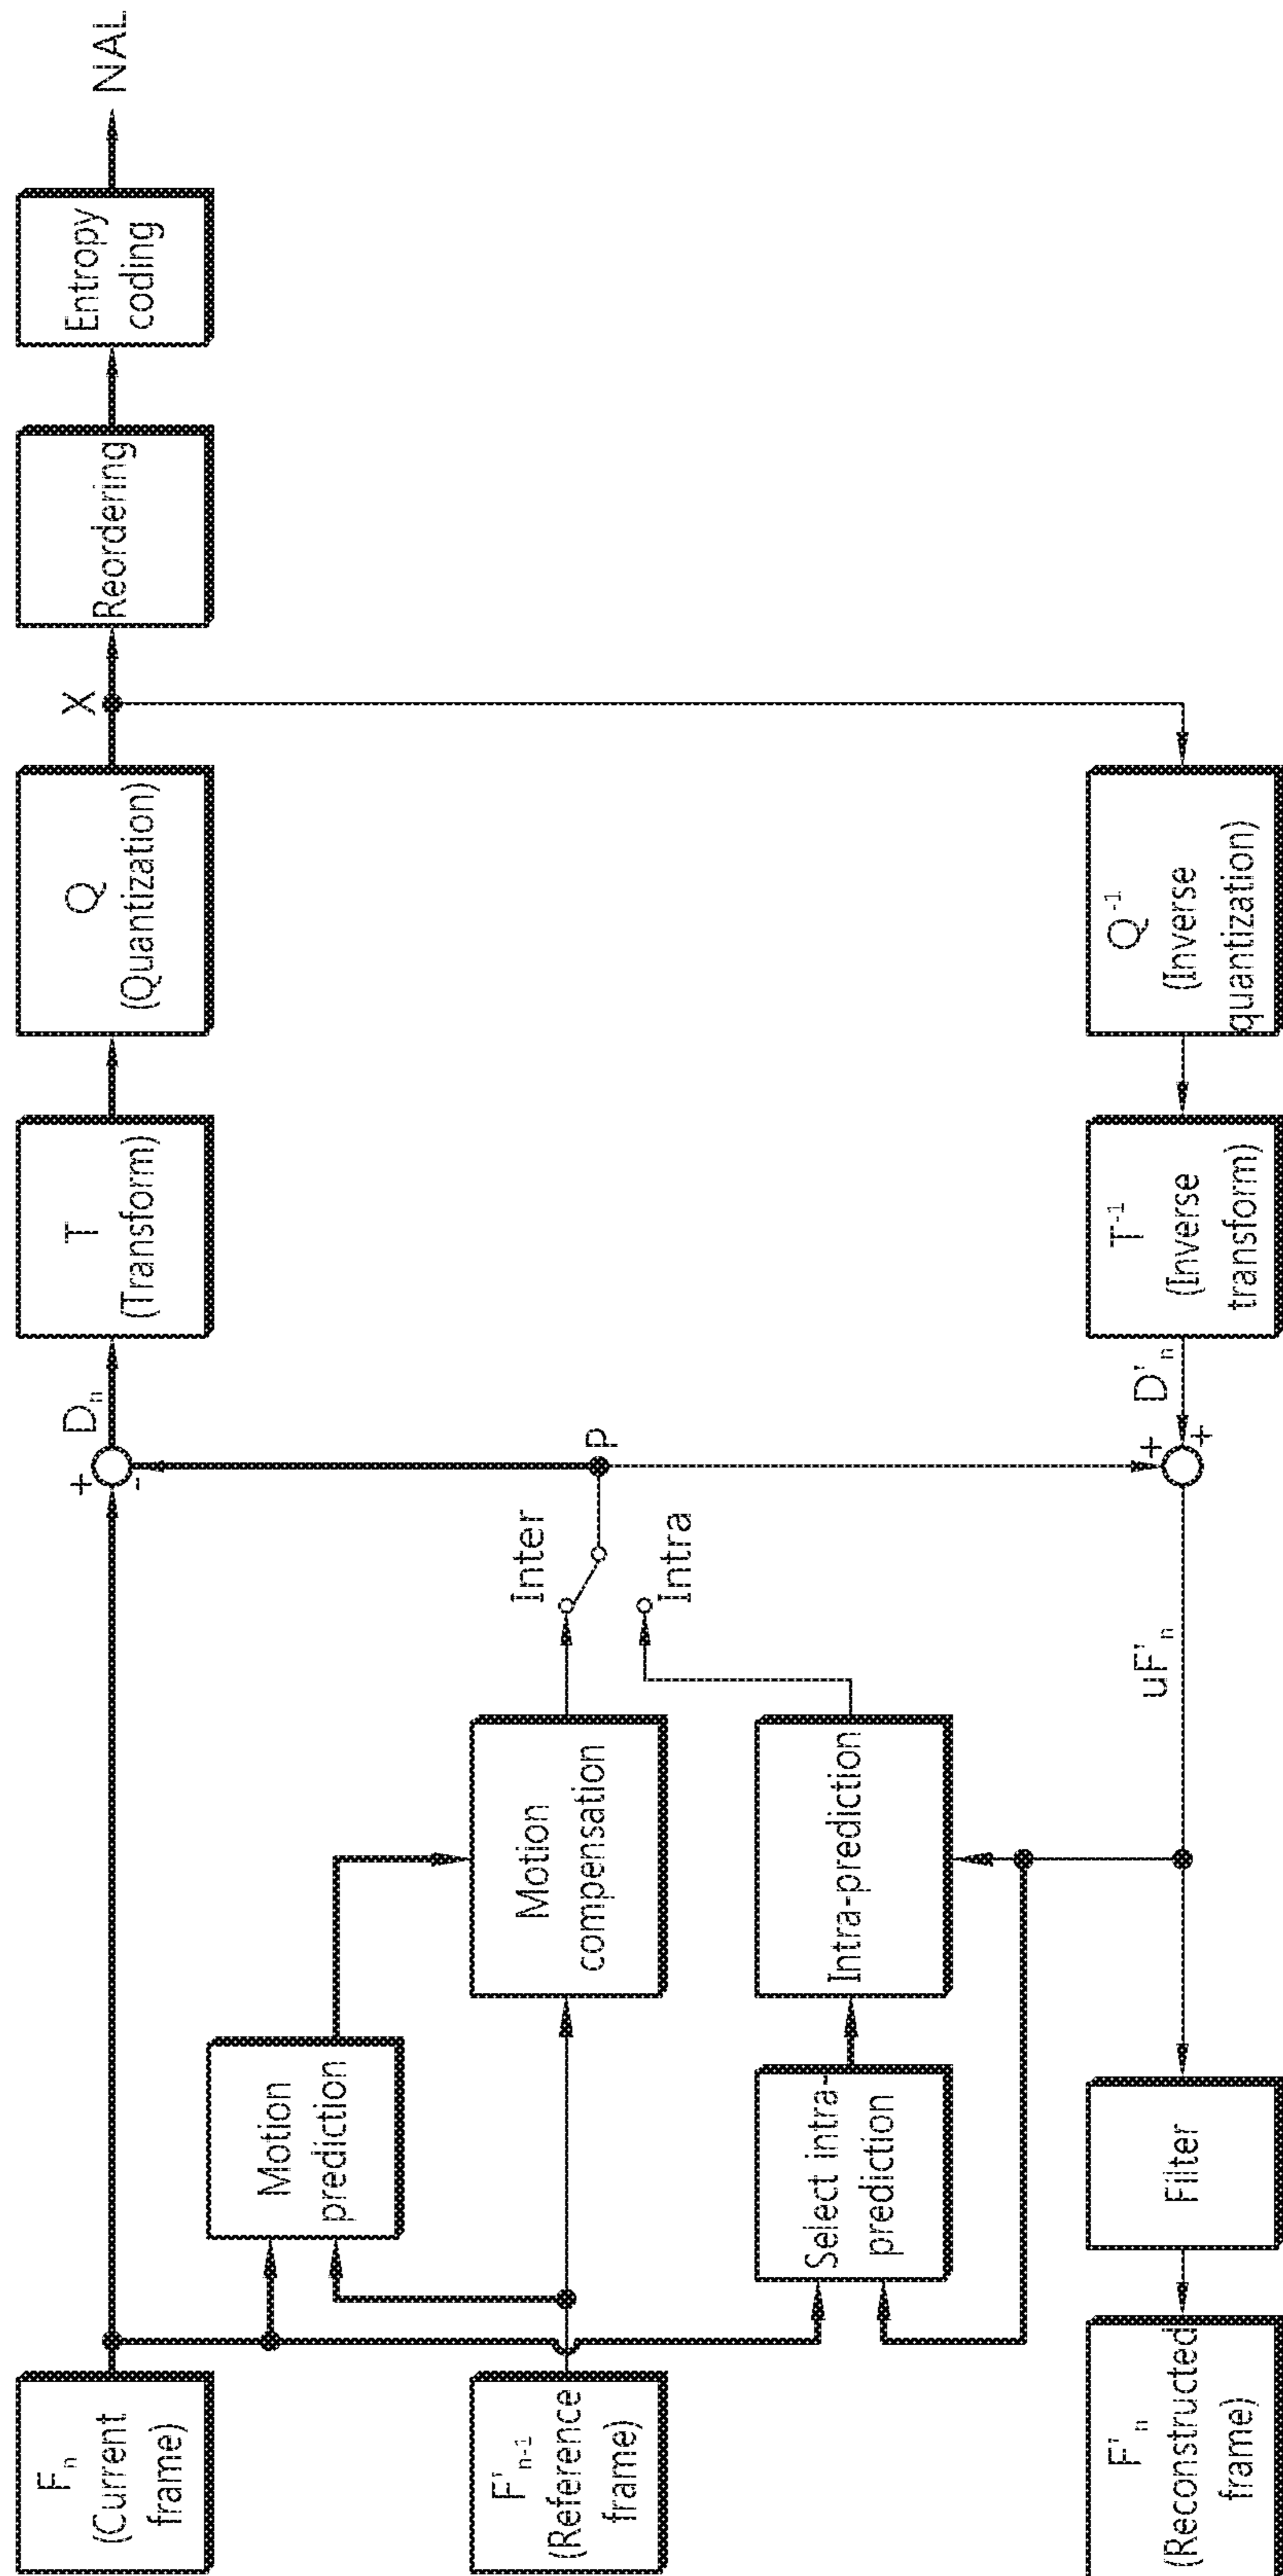 Fn
(Current
frame)
+
-
Dn
T
(Transform)
Q
(Quantization)
X
Reordering
Entropy
coding
NAL
Motion
prediction
F'n-1
(Reference
frame)
Motion
compensation
Inter
P
Intra
Select intra-
prediction
Intra-prediction
F'n
(Reconstructed
frame)
Filter
uF'n
+
+
D'n
T-1
(Inverse
transform)
Q-1
(Inverse
quantization)